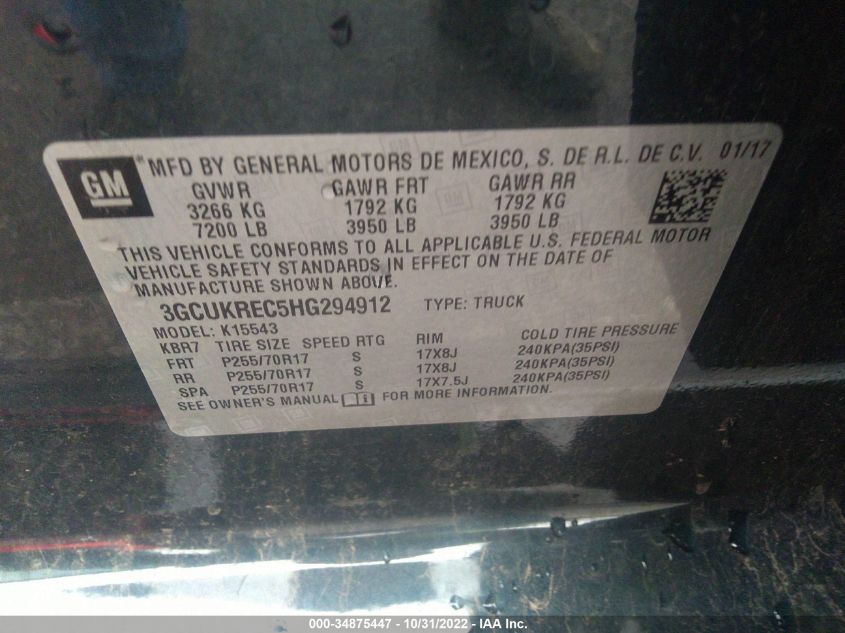 GM ® MFD BY GENERAL MOTORS DE MEXICO, S. DE R.L. DE C.V. 01/17
GVWR GAWR FRT GAWR RR
3266 KG 1792 KG 1792 KG
7200 LB 3950 LB 3950 LB
THIS VEHICLE CONFORMS TO ALL APPLICABLE U.S. FEDERAL MOTOR
VEHICLE SAFETY STANDARDS IN EFFECT ON THE DATE OF
MANUFACTURE SHOWN ABOVE.
3GCUKREC5HG294912 TYPE: TRUCK
MODEL: K15543
KBR7 TIRE SIZE SPEED RTG RIM COLD TIRE PRESSURE
FRT P255/70R17 S 17X8J 240KPA(35PSI)
RR P255/70R17 S 17X8J 240KPA(35PSI)
SPA P255/70R17 S 17X7.5J 240KPA(35PSI)
SEE OWNER'S MANUAL FOR MORE INFORMATION.
000-34875447 - 10/31/2022 - IAA Inc.